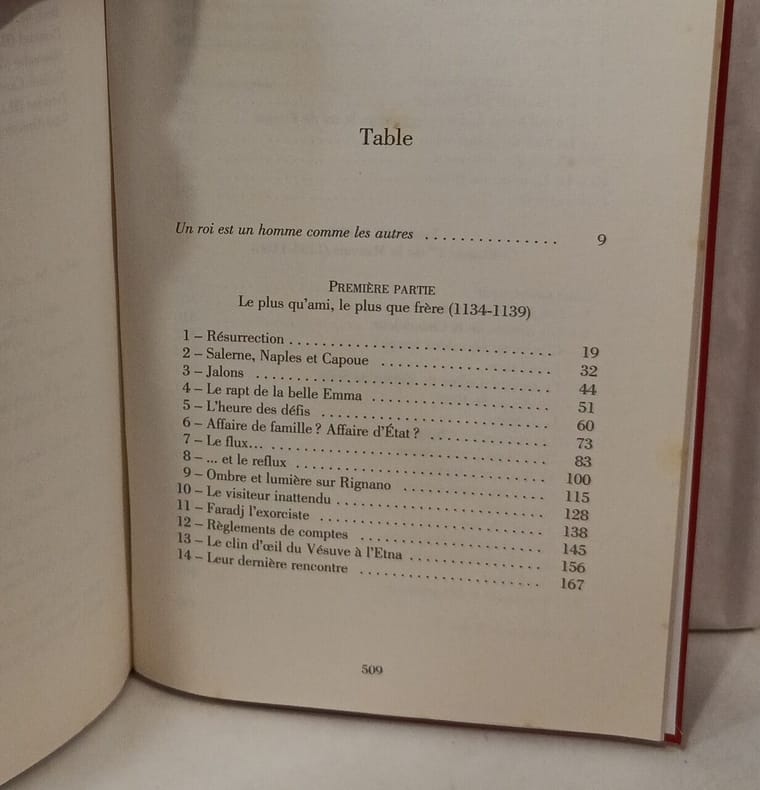 Table
Un roi est un homme comme les autres . . . . . . . . . . . . . . . 9
PREMIÈRE PARTIE
Le plus qu'ami, le plus que frère (1134-1139)
1 – Résurrection . . . . . . . . . . . . . . . . . . . . . . . . . . . . . 19
2 – Salerne, Naples et Capoue . . . . . . . . . . . . . . . . . . 32
3 – Jalons . . . . . . . . . . . . . . . . . . . . . . . . . . . . . . . . 44
4 – Le rapt de la belle Emma . . . . . . . . . . . . . . . . . . . 51
5 – L'heure des défis . . . . . . . . . . . . . . . . . . . . . . . . 60
6 – Affaire de famille ? Affaire d'État ? . . . . . . . . . . . . 73
7 – Le flux... . . . . . . . . . . . . . . . . . . . . . . . . . . . . . 83
8 – ... et le reflux . . . . . . . . . . . . . . . . . . . . . . . . . . 100
9 – Ombre et lumière sur Rignano . . . . . . . . . . . . . . . 115
10 – Le visiteur inattendu . . . . . . . . . . . . . . . . . . . . . . 128
11 – Faradj l'exorciste . . . . . . . . . . . . . . . . . . . . . . . . 138
12 – Règlements de comptes . . . . . . . . . . . . . . . . . . . 145
13 – Le clin d'œil du Vésuve à l'Etna . . . . . . . . . . . . . . 156
14 – Leur dernière rencontre . . . . . . . . . . . . . . . . . . . 167
509